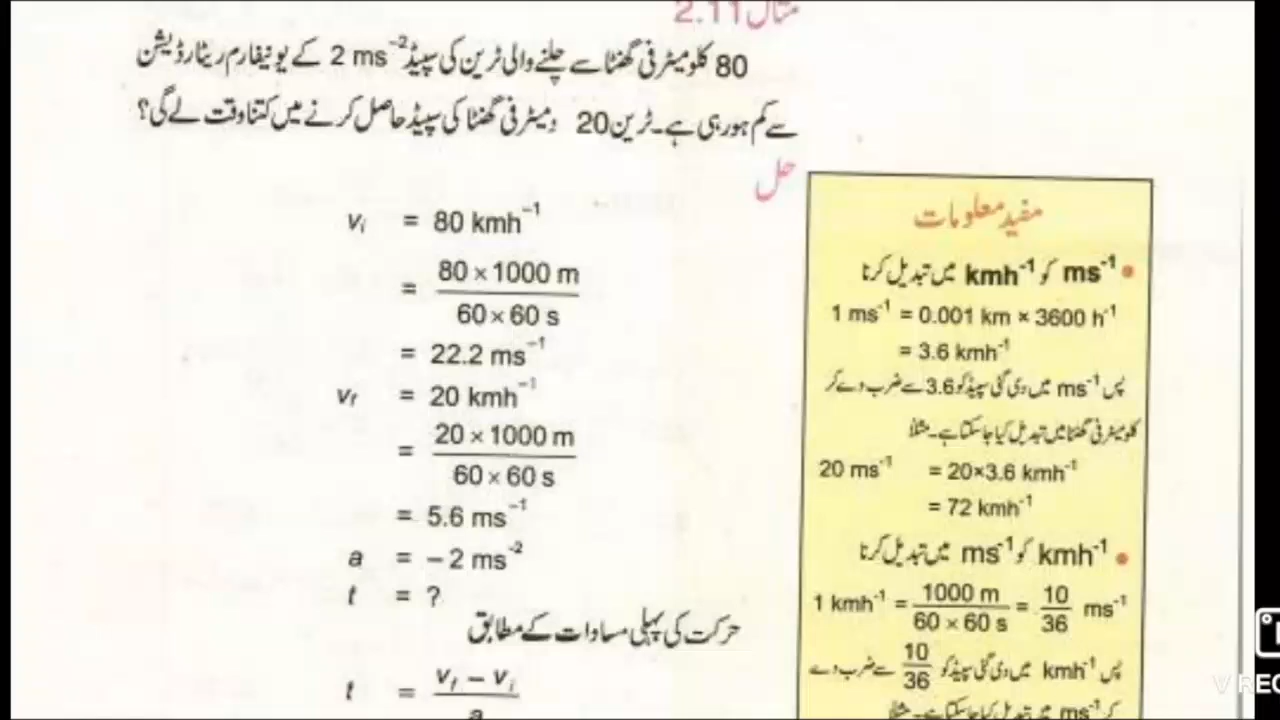 مثال 2.11
80 کلومیٹر فی گھنٹا سے چلنے والی ٹرین کی سپیڈ 2 ms⁻² کے یونیفارم ریٹارڈیشن
سے کم ہو رہی ہے۔ ٹرین 20 ومیٹر فی گھنٹا کی سپیڈ حاصل کرنے میں کتنا وقت لے گی؟
حل
vᵢ = 80 kmh⁻¹
= 80 × 1000 m / 60 × 60 s
= 22.2 ms⁻¹
v_f = 20 kmh⁻¹
= 20 × 1000 m / 60 × 60 s
= 5.6 ms⁻¹
a = – 2 ms⁻²
t = ?
حرکت کی پہلی مساوات کے مطابق
t = v_f – vᵢ / a
مفید معلومات
• ms⁻¹ کو kmh⁻¹ میں تبدیل کرنا
1 ms⁻¹ = 0.001 km × 3600 h⁻¹
= 3.6 kmh⁻¹
پس ms⁻¹ میں دی گئی سپیڈ کو 3.6 سے ضرب دے کر
کلومیٹر فی گھنٹا میں تبدیل کیا جا سکتا ہے۔ مثلاً
20 ms⁻¹ = 20×3.6 kmh⁻¹
= 72 kmh⁻¹
• kmh⁻¹ کو ms⁻¹ میں تبدیل کرنا
1 kmh⁻¹ = 1000 m / 60 × 60 s = 10 / 36 ms⁻¹
پس kmh⁻¹ میں دی گئی سپیڈ کو 10 / 36 سے ضرب دے
کر ms⁻¹ میں تبدیل کیا جا سکتا ہے۔ مثلاً